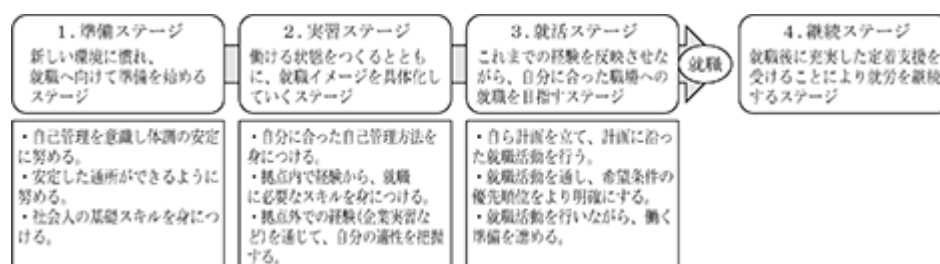 1. 準備ステージ
新しい環境に慣れ、
就職へ向けて準備を始める
ステージ
2. 実習ステージ
働ける状態をつくるととも
に、就職イメージを具体化し
ていくステージ
3. 就活ステージ
これまでの経験を反映させな
がら、自分に合った職場への
就職を目指すステージ
就職
4. 継続ステージ
就職後に充実した定着支援を
受けることにより就労を継続
するステージ
・自己管理を意識し体調の安定
に努める。
・安定した通所ができるように
努める。
・社会人の基礎スキルを身につ
ける。
・自分に合った自己管理方法を
身につける。
・拠点内で経験から、就職
に必要なスキルを身につける。
・拠点外での経験(企業実習な
ど)を通じて、自分の適性を把握
する。
・自ら計画を立て、計画に沿っ
た就職活動を行う。
・就職活動を通し、希望条件の
優先順位をより明確にする。
・就職活動を行いながら、働く
準備を進める。